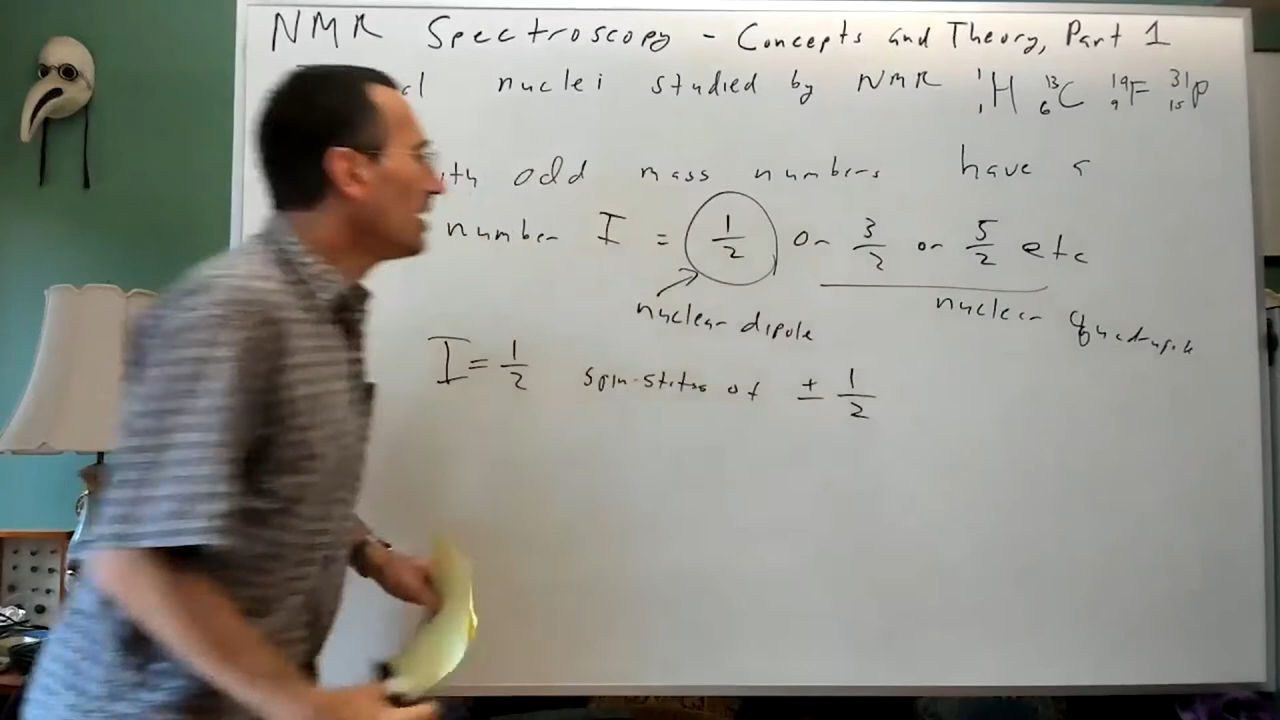 NMR Spectroscopy - Concepts and Theory, Part 1
nuclei studied by NMR ¹₁H ¹³₆C ¹⁹₉F ³¹₁₅P
odd mass numbers have a
number I = 1/2 or 3/2 or 5/2 etc
nuclear dipole nuclear quadrupole
I = 1/2 spin-states of ± 1/2